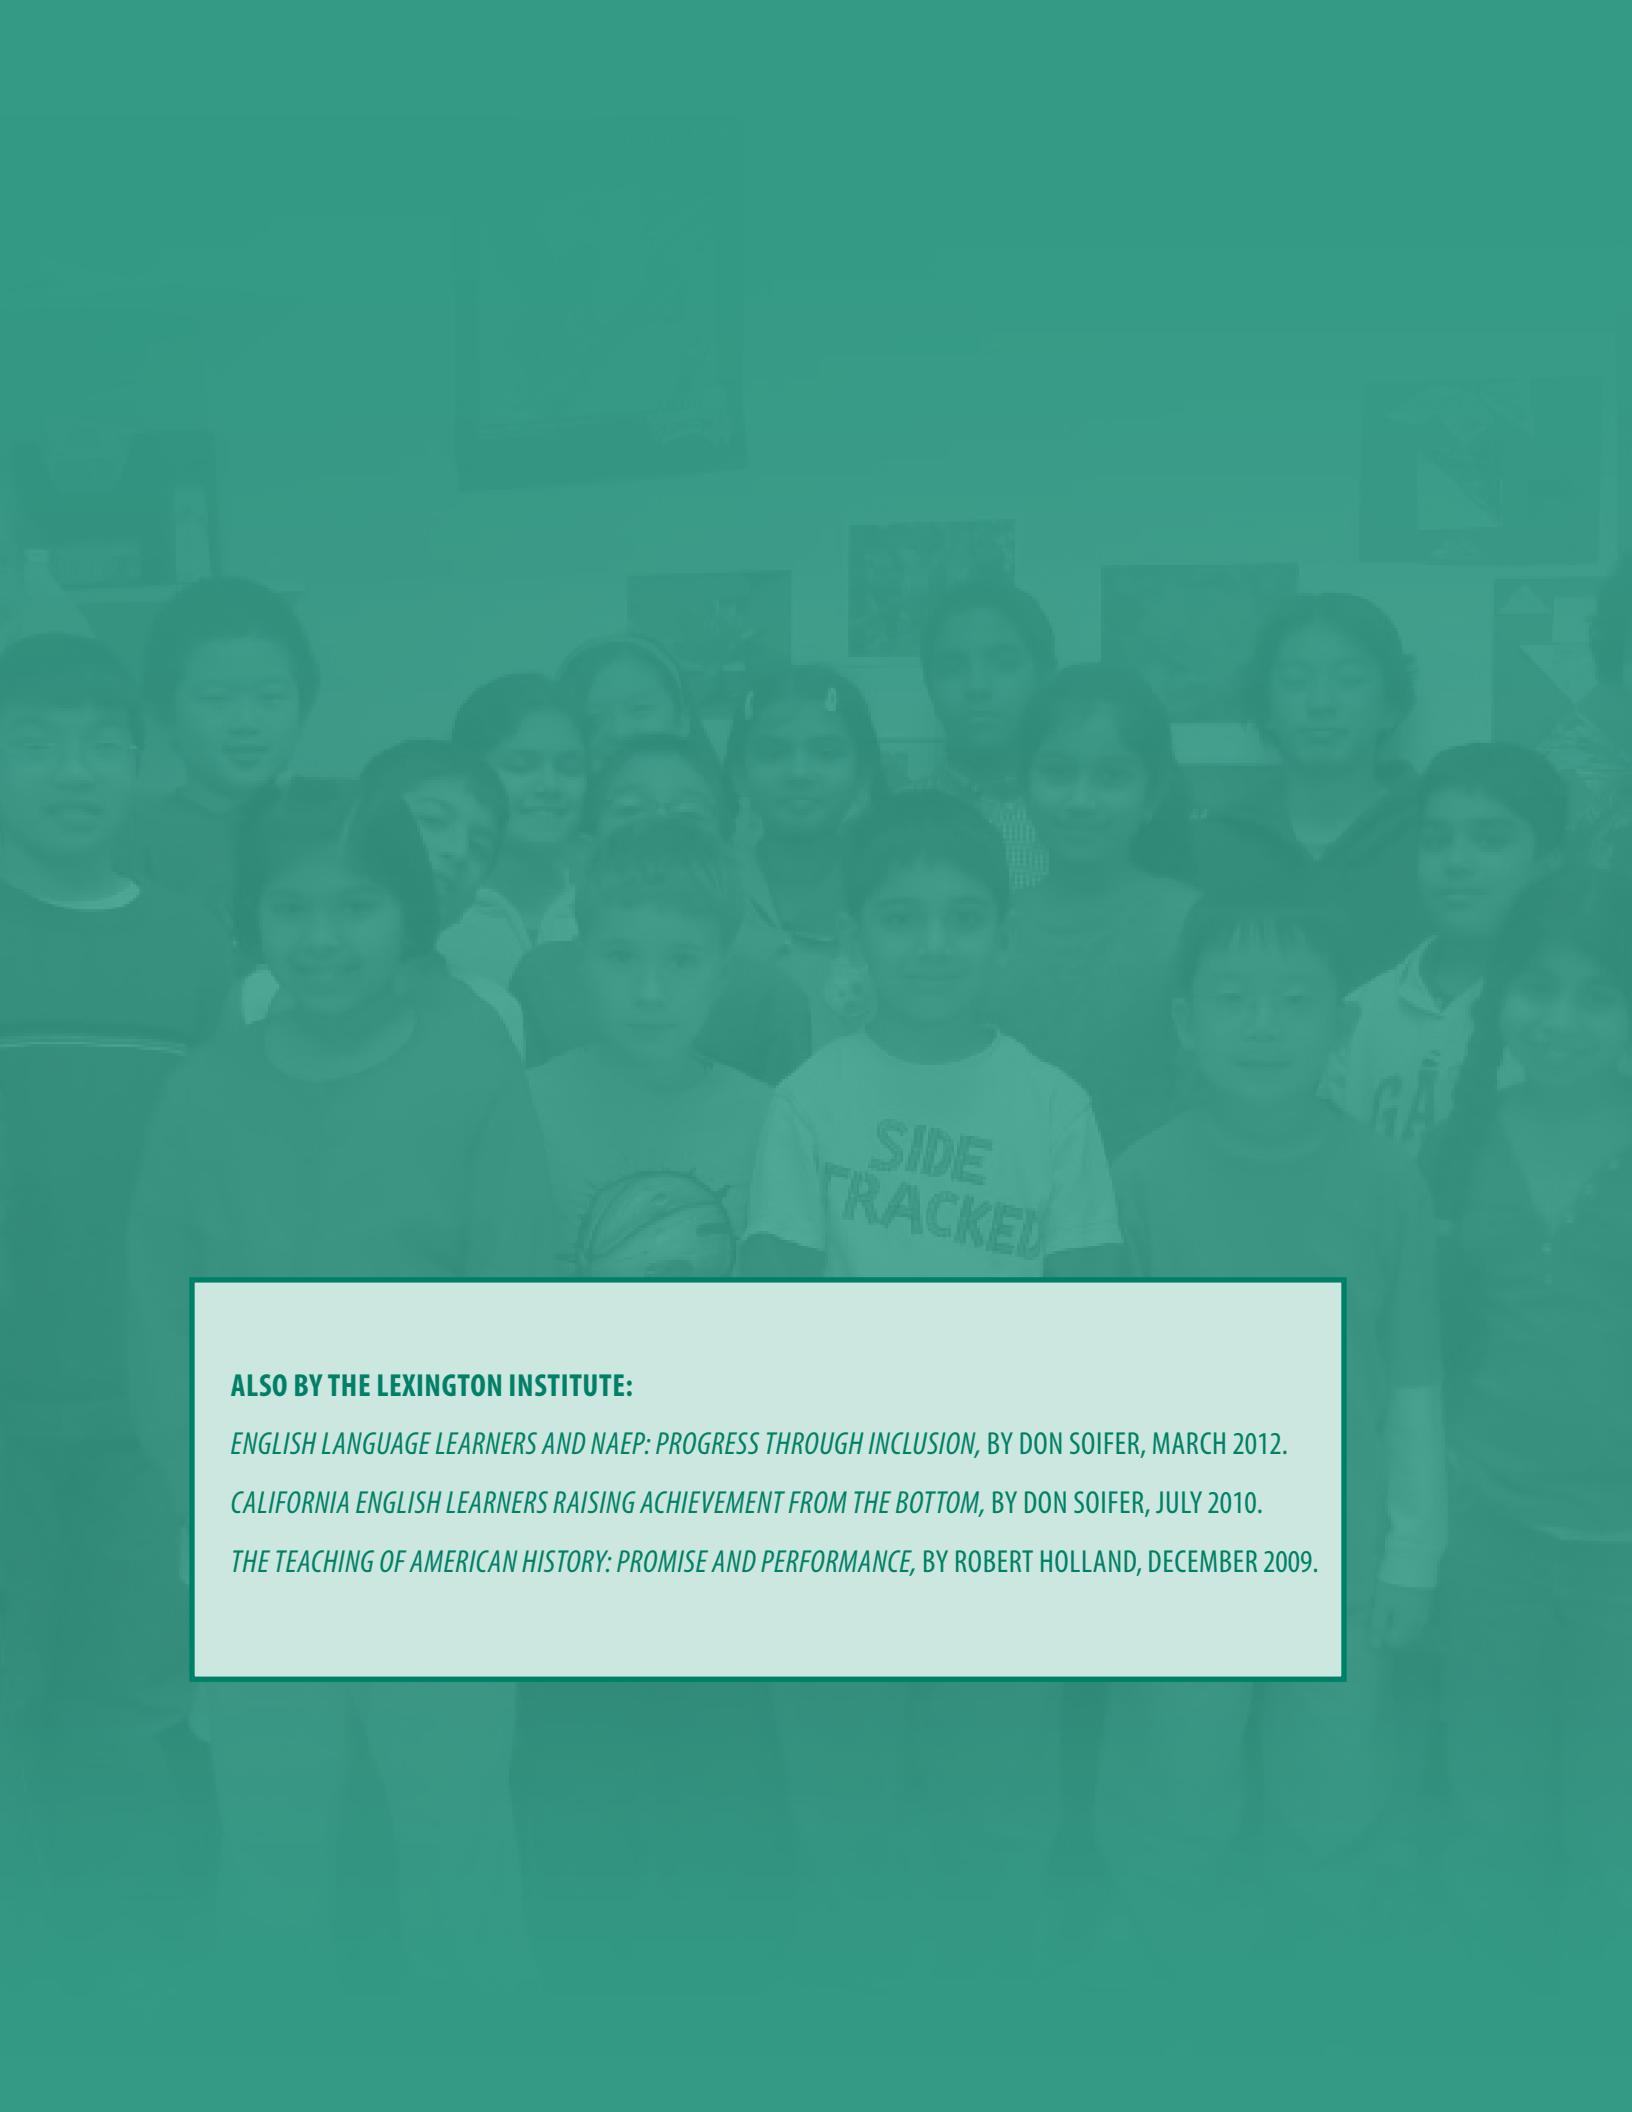 SIDE
TRACKED
GA
ALSO BY THE LEXINGTON INSTITUTE:
ENGLISH LANGUAGE LEARNERS AND NAEP: PROGRESS THROUGH INCLUSION, BY DON SOIFER, MARCH 2012.
CALIFORNIA ENGLISH LEARNERS RAISING ACHIEVEMENT FROM THE BOTTOM, BY DON SOIFER, JULY 2010.
THE TEACHING OF AMERICAN HISTORY: PROMISE AND PERFORMANCE, BY ROBERT HOLLAND, DECEMBER 2009.